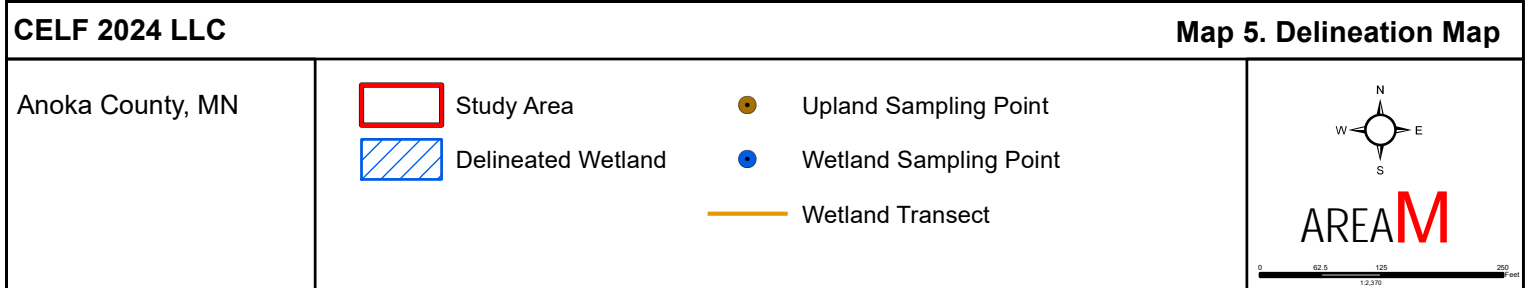 CELF 2024 LLC
Map 5. Delineation Map
Anoka County, MN
Study Area
Delineated Wetland
Upland Sampling Point
Wetland Sampling Point
Wetland Transect
N
W E
S
AREAM
0 62.5 125 250
Feet
1:2,370